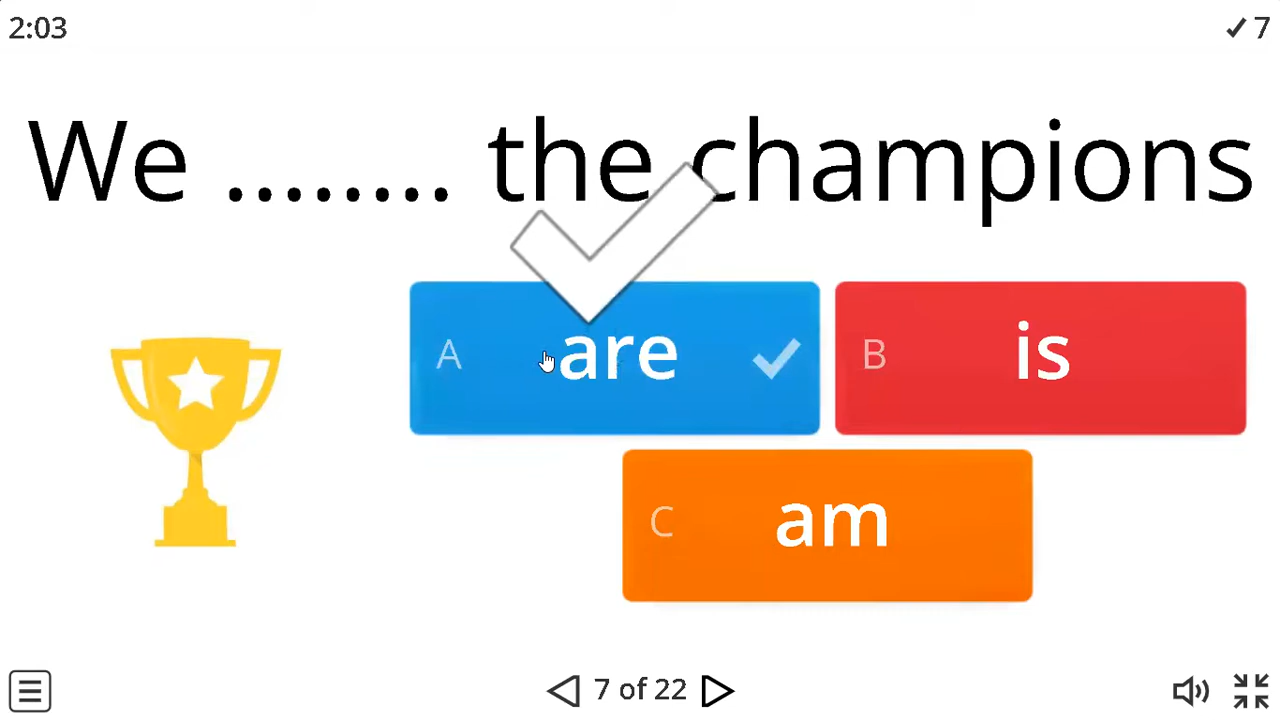 2:03
✓ 7
We ........ the champions
A are
B is
C am
7 of 22